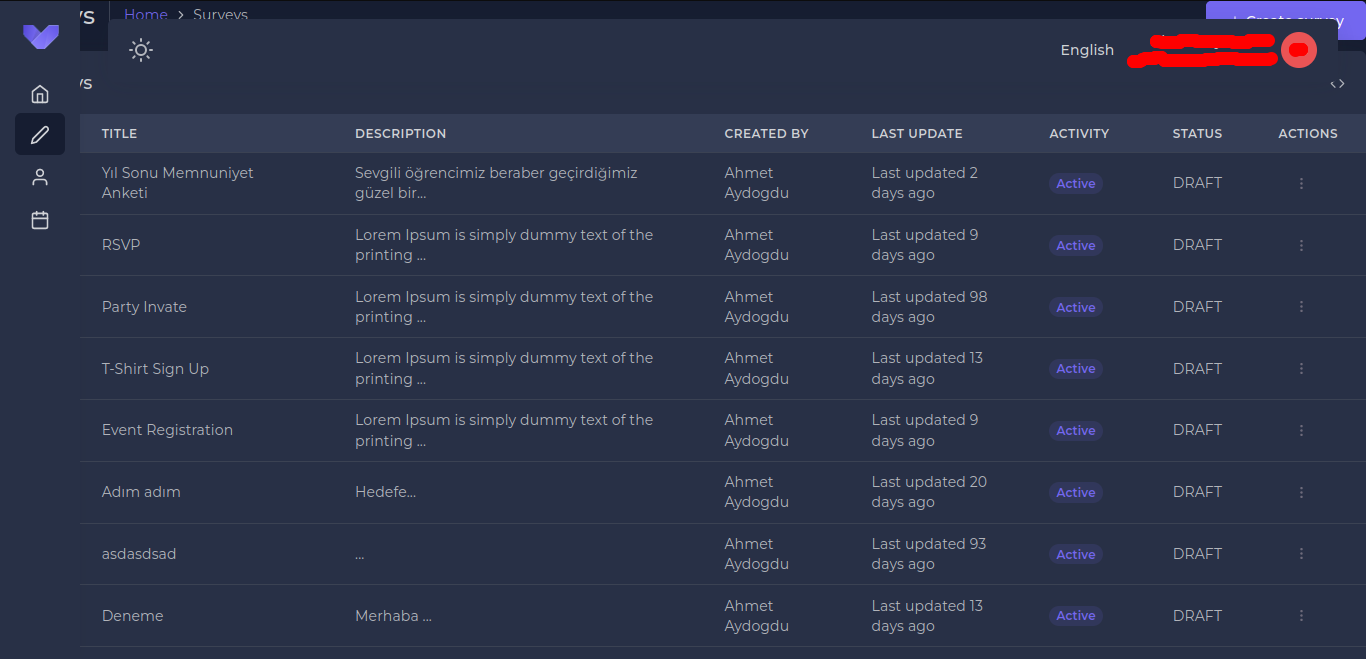 Home > Surveys
+ Create survey
English
TITLE DESCRIPTION CREATED BY LAST UPDATE ACTIVITY STATUS ACTIONS
Yıl Sonu Memnuniyet Sevgili öğrencimiz beraber geçirdiğimiz Ahmet Last updated 2 Active DRAFT
Anketi güzel bir... Aydogdu days ago
RSVP Lorem Ipsum is simply dummy text of the Ahmet Last updated 9 Active DRAFT
printing ... Aydogdu days ago
Party Invate Lorem Ipsum is simply dummy text of the Ahmet Last updated 98 Active DRAFT
printing ... Aydogdu days ago
T-Shirt Sign Up Lorem Ipsum is simply dummy text of the Ahmet Last updated 13 Active DRAFT
printing ... Aydogdu days ago
Event Registration Lorem Ipsum is simply dummy text of the Ahmet Last updated 9 Active DRAFT
printing ... Aydogdu days ago
Adım adım Hedefe... Ahmet Last updated 20 Active DRAFT
Aydogdu days ago
asdasdsad ... Ahmet Last updated 93 Active DRAFT
Aydogdu days ago
Deneme Merhaba ... Ahmet Last updated 13 Active DRAFT
Aydogdu days ago